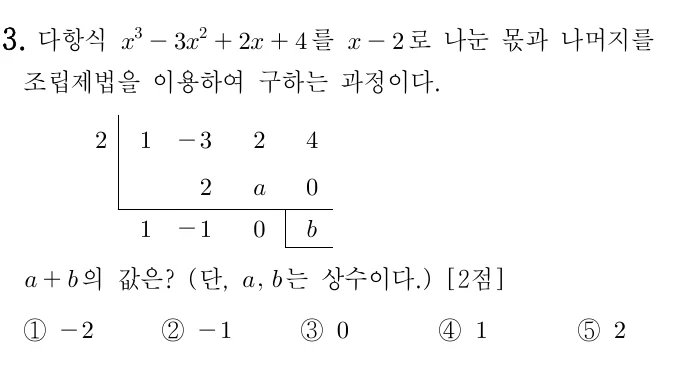 3. 다항식 x³ − 3x² + 2x + 4를 x − 2로 나눈 몫과 나머지를
조립제법을 이용하여 구하는 과정이다.
2 1 −3 2 4
2 a 0
1 −1 0 b
a + b의 값은? (단, a, b는 상수이다.) [2점]
① −2 ② −1 ③ 0 ④ 1 ⑤ 2